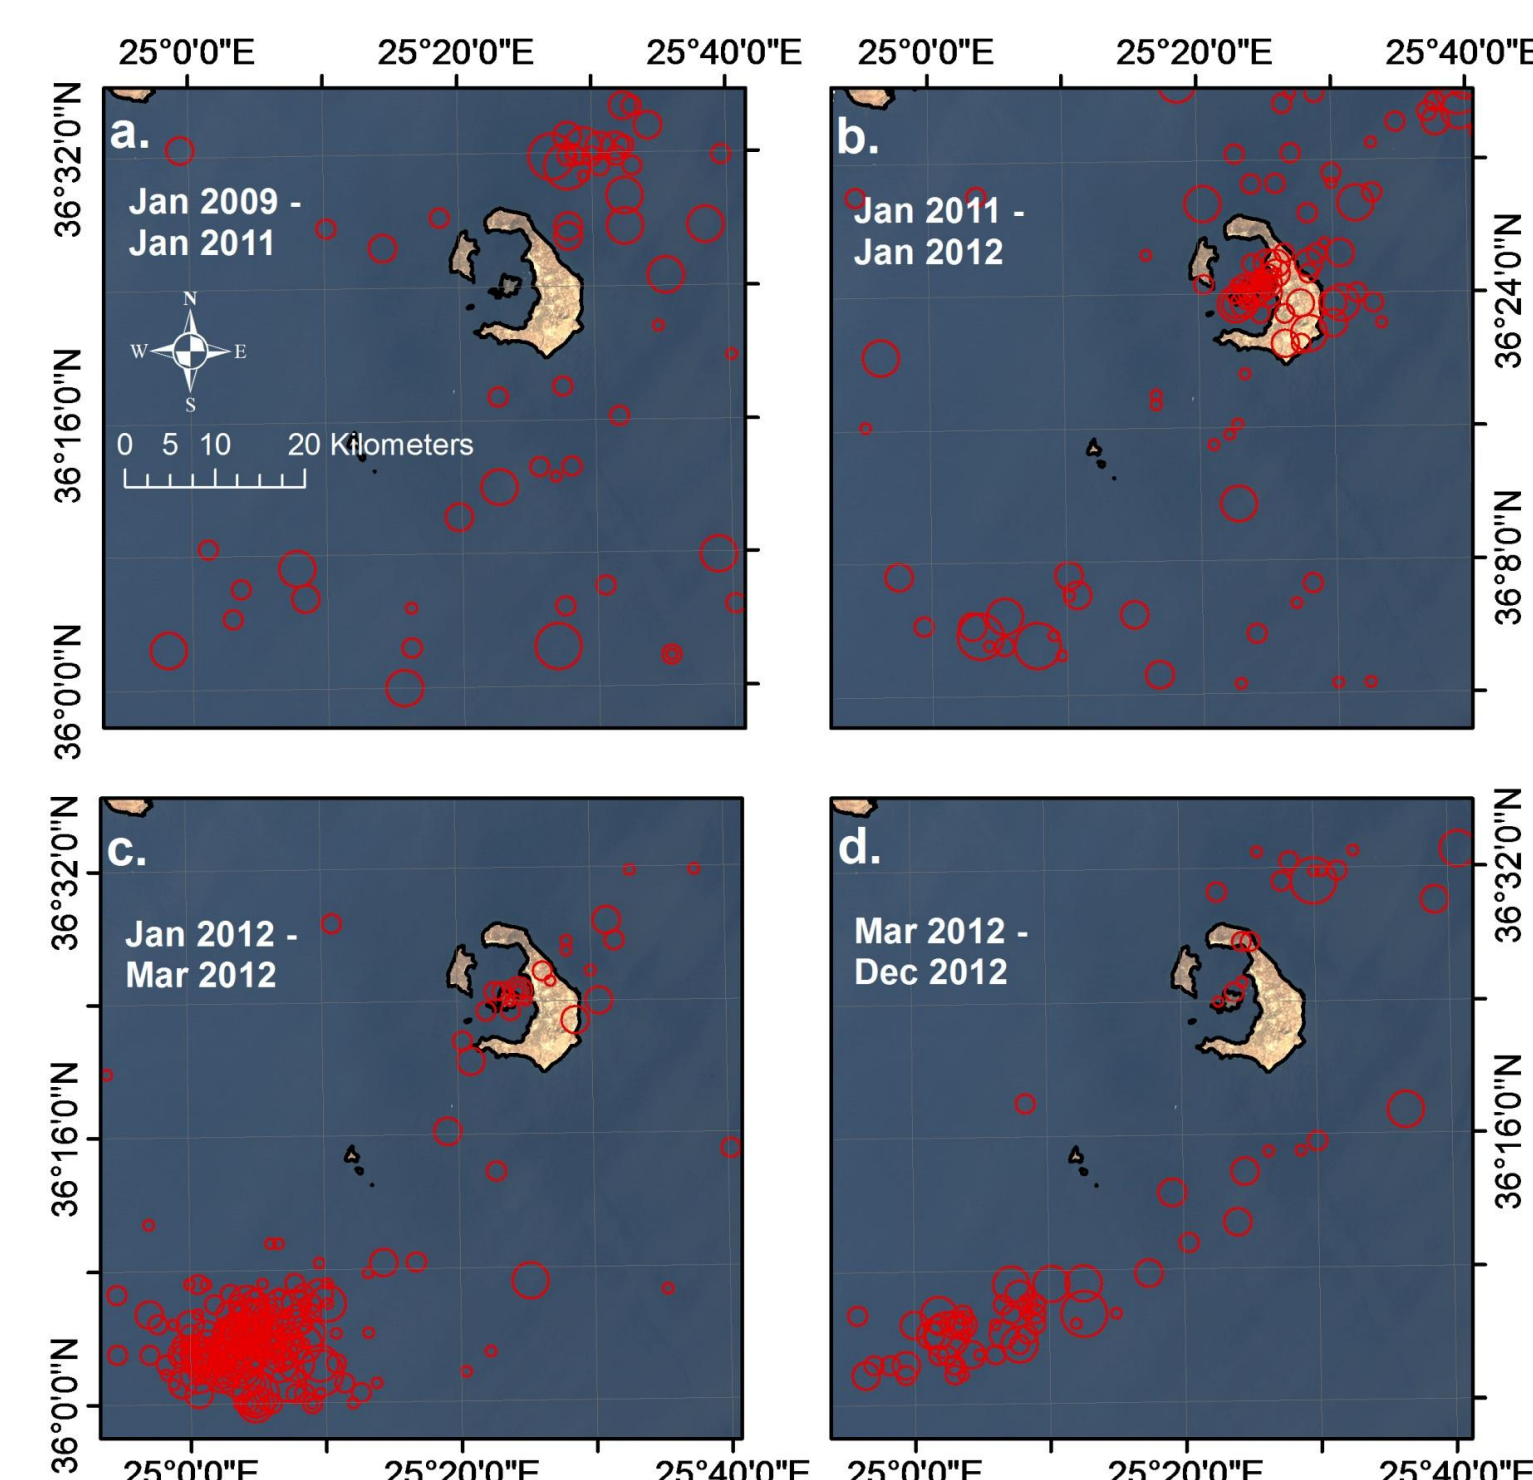 25°0'0"E 25°20'0"E 25°40'0"E 25°0'0"E 25°20'0"E 25°40'0"E
36°32'0"N
36°16'0"N
36°0'0"N
a.
Jan 2009 -
Jan 2011
N
W E
S
0 5 10 20 Kilometers
b.
Jan 2011 -
Jan 2012
36°24'0"N
36°8'0"N
36°32'0"N
36°16'0"N
36°0'0"N
c.
Jan 2012 -
Mar 2012
d.
Mar 2012 -
Dec 2012
36°32'0"N
36°16'0"N
25°0'0"E 25°20'0"E 25°40'0"E 25°0'0"E 25°20'0"E 25°40'0"E